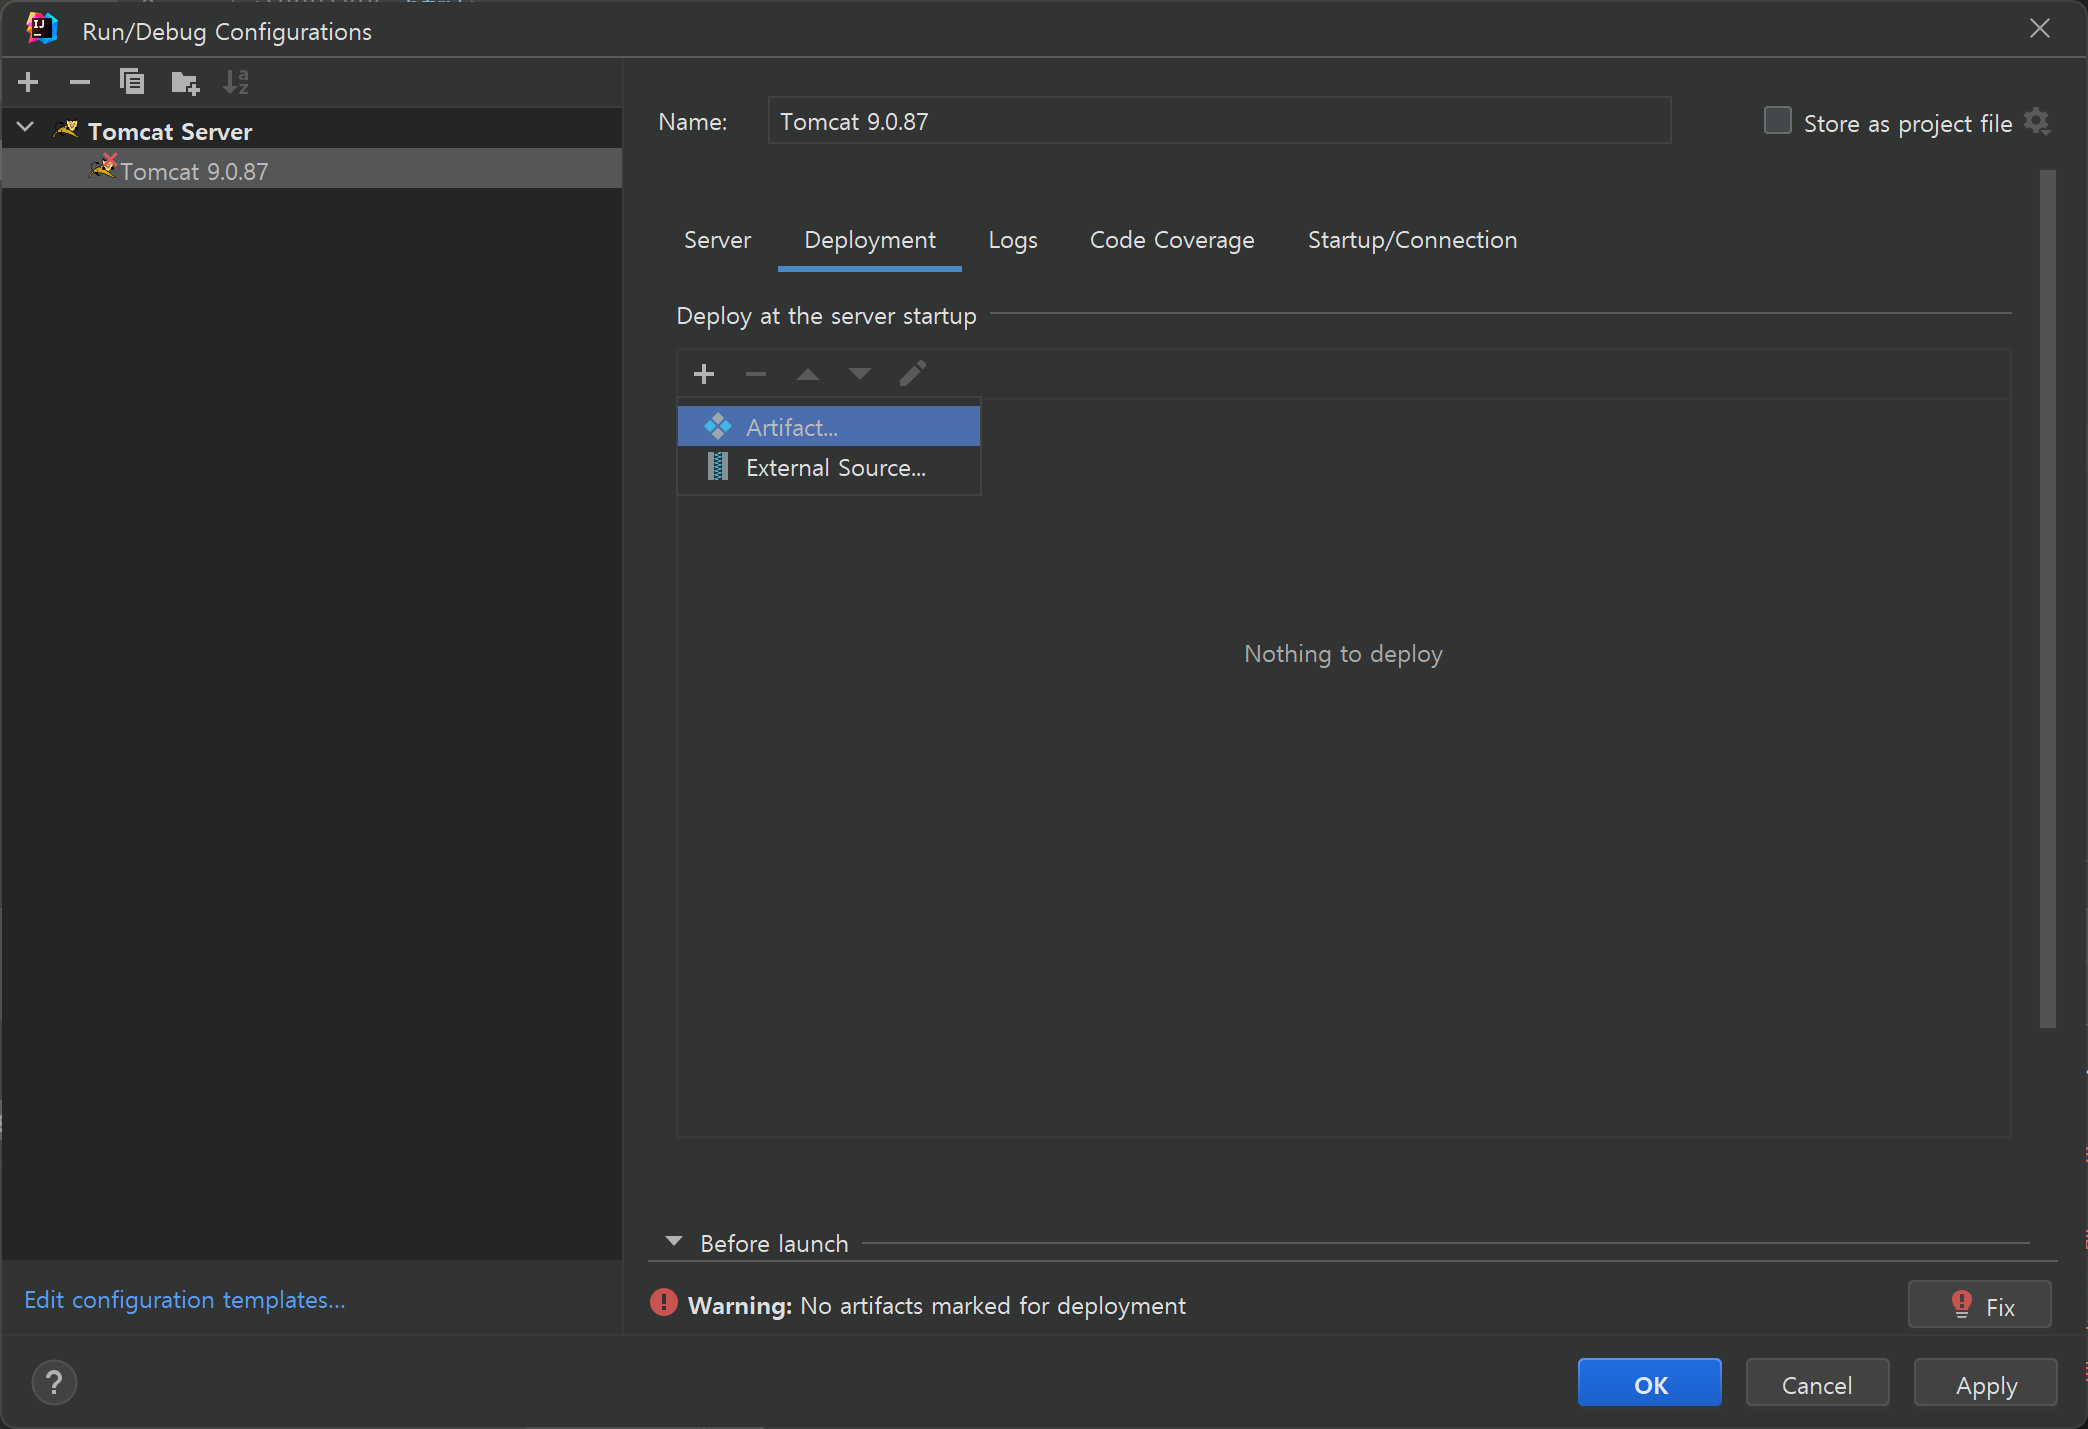 Run/Debug Configurations
Tomcat Server
Tomcat 9.0.87
Edit configuration templates...
Name:
Tomcat 9.0.87
Store as project file
Server
Deployment
Logs
Code Coverage
Startup/Connection
Deploy at the server startup
Artifact...
External Source...
Nothing to deploy
Before launch
Warning: No artifacts marked for deployment
Fix
?
OK
Cancel
Apply